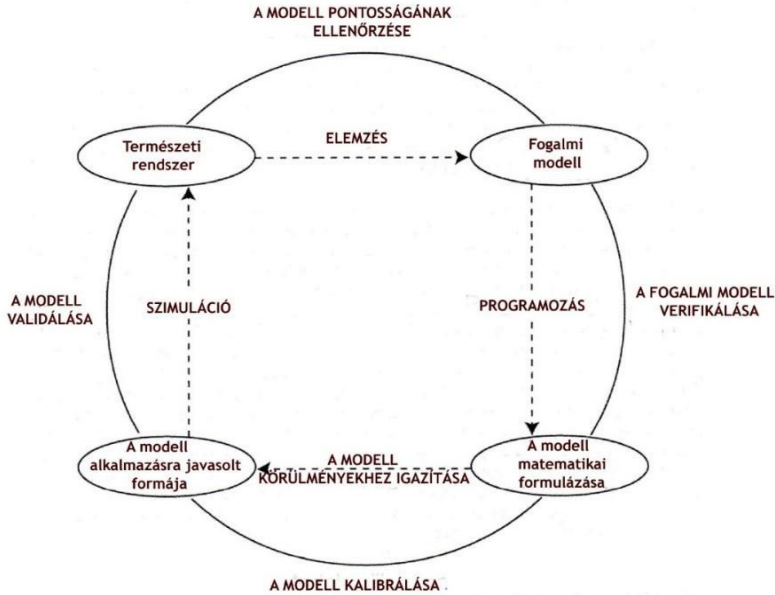 A MODELL PONTOSSÁGÁNAK
ELLENŐRZÉSE
Természeti
rendszer
ELEMZÉS
Fogalmi
modell
A MODELL
VALIDÁLÁSA
SZIMULÁCIÓ
PROGRAMOZÁS
A FOGALMI MODELL
VERIFIKÁLÁSA
A modell
alkalmazásra javasolt
formája
A MODELL
KÖRÜLMÉNYEKHEZ IGAZÍTÁSA
A modell
matematikai
formulázása
A MODELL KALIBRÁLÁSA